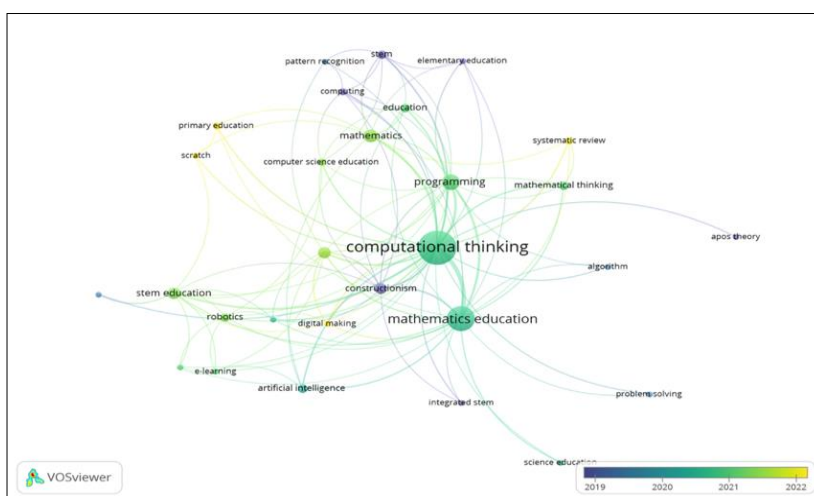 stem
pattern recognition
elementary education
computing
education
primary education
mathematics
systematic review
scratch
computer science education
programming
mathematical thinking
apos theory
computational thinking
algorithm
constructionism
stem education
robotics
digital making
mathematics education
e-learning
artificial intelligence
problem solving
integrated stem
science education
VOSviewer
2019 2020 2021 2022